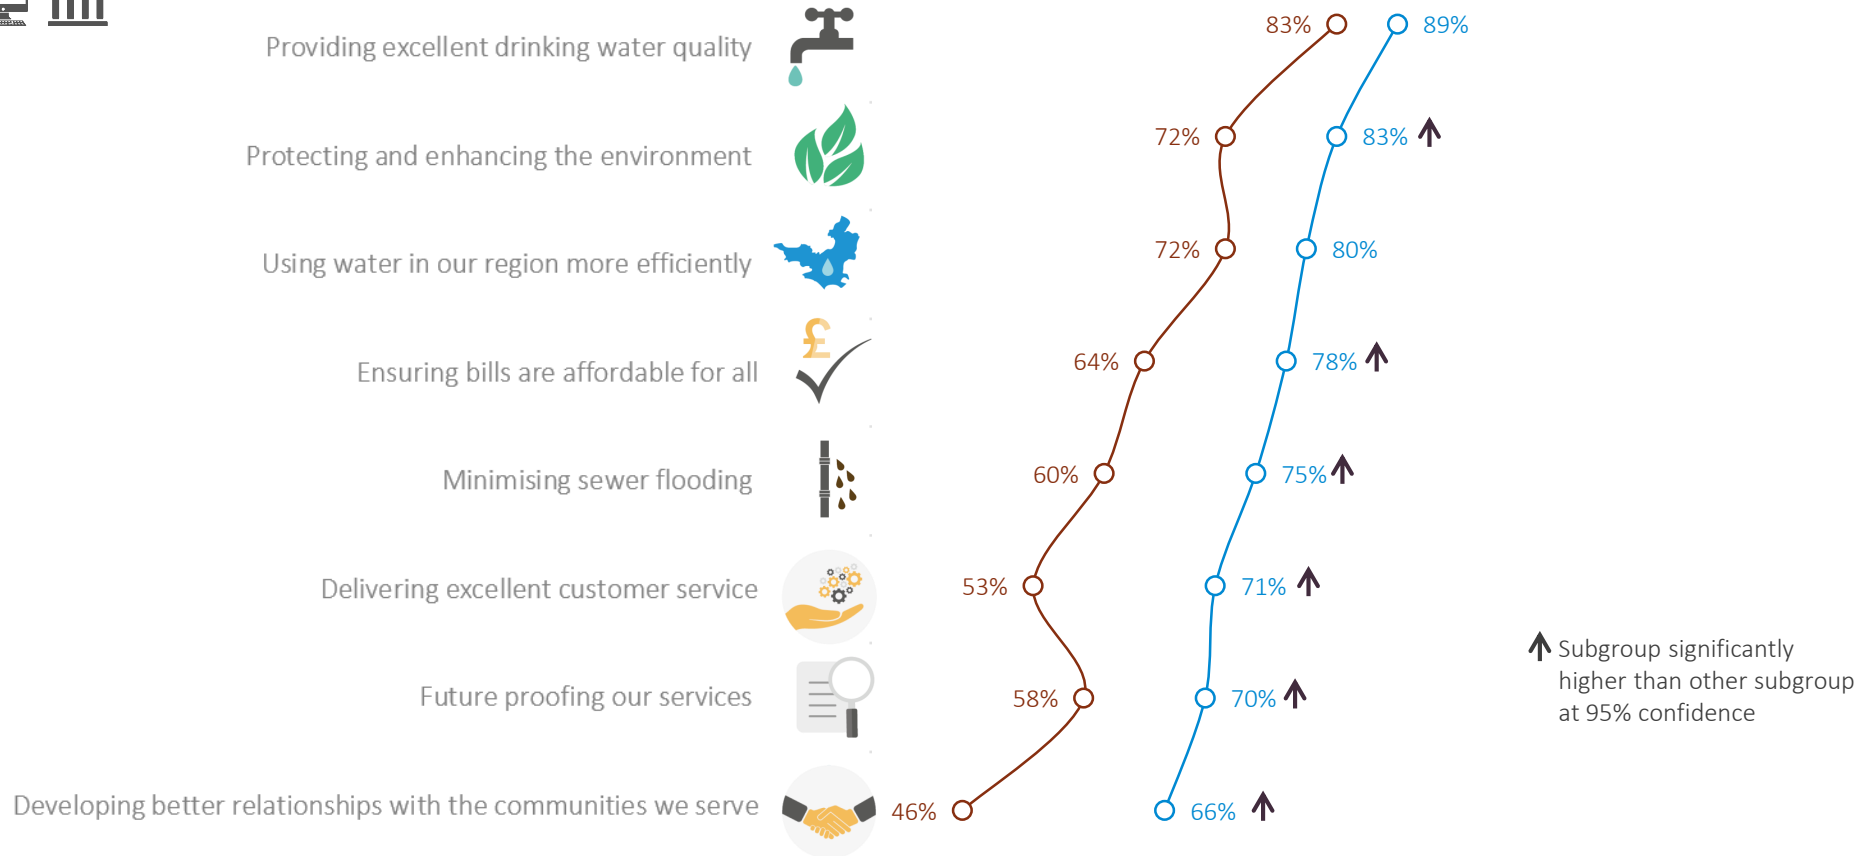 Providing excellent drinking water quality
83%
89%
Protecting and enhancing the environment
72%
83%
Using water in our region more efficiently
72%
80%
£
Ensuring bills are affordable for all
64%
78%
Minimising sewer flooding
60%
75%
Delivering excellent customer service
53%
71%
Subgroup significantly
higher than other subgroup
at 95% confidence
Future proofing our services
58%
70%
Developing better relationships with the communities we serve
46%
66%